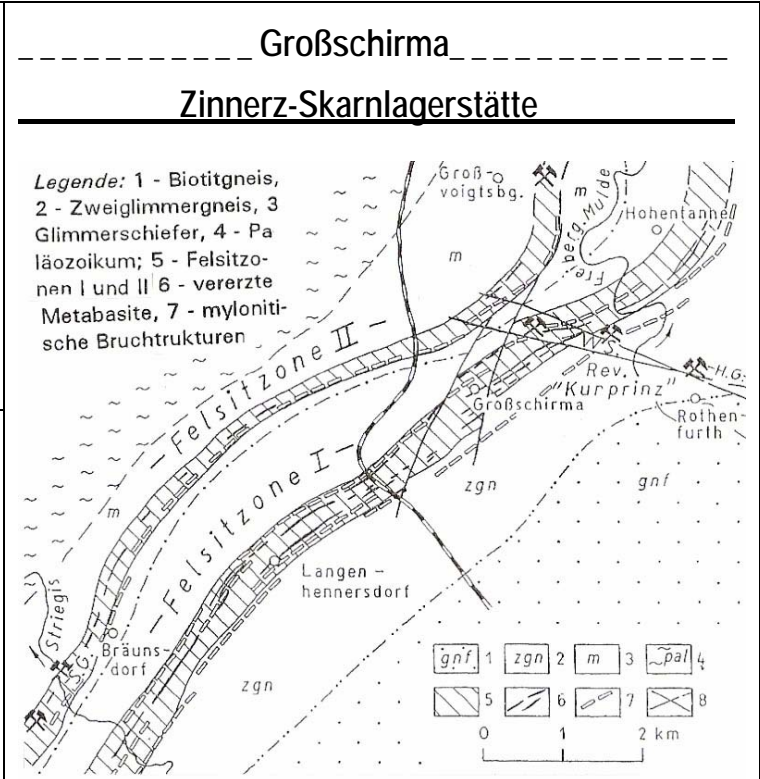 Großschirma
Zinnerz-Skarnlagerstätte
Legende: 1 - Biotitgneis,
2 - Zweiglimmergneis, 3
Glimmerschiefer, 4 - Pa
läozoikum; 5 - Felsitzo-
nen I und II 6 - vererzte
Metabasite, 7 - myloniti-
sche Bruchtrukturen
Groß-
voigtsbg.
m
Hohentanne
Freiberg. Mulde
m
Felsitzone II
W.S.
Rev.
"Kurprinz"
H.G.
Großschirma
Rothen-
furth
Felsitzone I
zgn
gnf
m
Langen-
hennersdorf
Striegis
Bräuns-
dorf
S.G.
zgn
gnf 1 zgn 2 m 3 pal 4
5 6 7 8
0 1 2 km